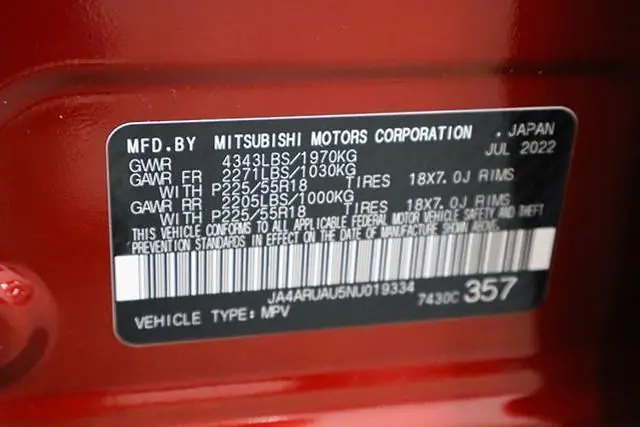 MFD.BY MITSUBISHI MOTORS CORPORATION . JAPAN
GVWR 4343LBS/1970KG JUL 2022
GAWR FR 2271LBS/1030KG
WITH P225/55R18 TIRES 18X7.0J RIMS
GAWR RR 2205LBS/1000KG
WITH P225/55R18 TIRES 18X7.0J RIMS
THIS VEHICLE CONFORMS TO ALL APPLICABLE FEDERAL MOTOR VEHICLE SAFETY AND THEFT
PREVENTION STANDARDS IN EFFECT ON THE DATE OF MANUFACTURE SHOWN ABOVE.
JA4ARUAU5NU019334 7430C 357
VEHICLE TYPE: MPV